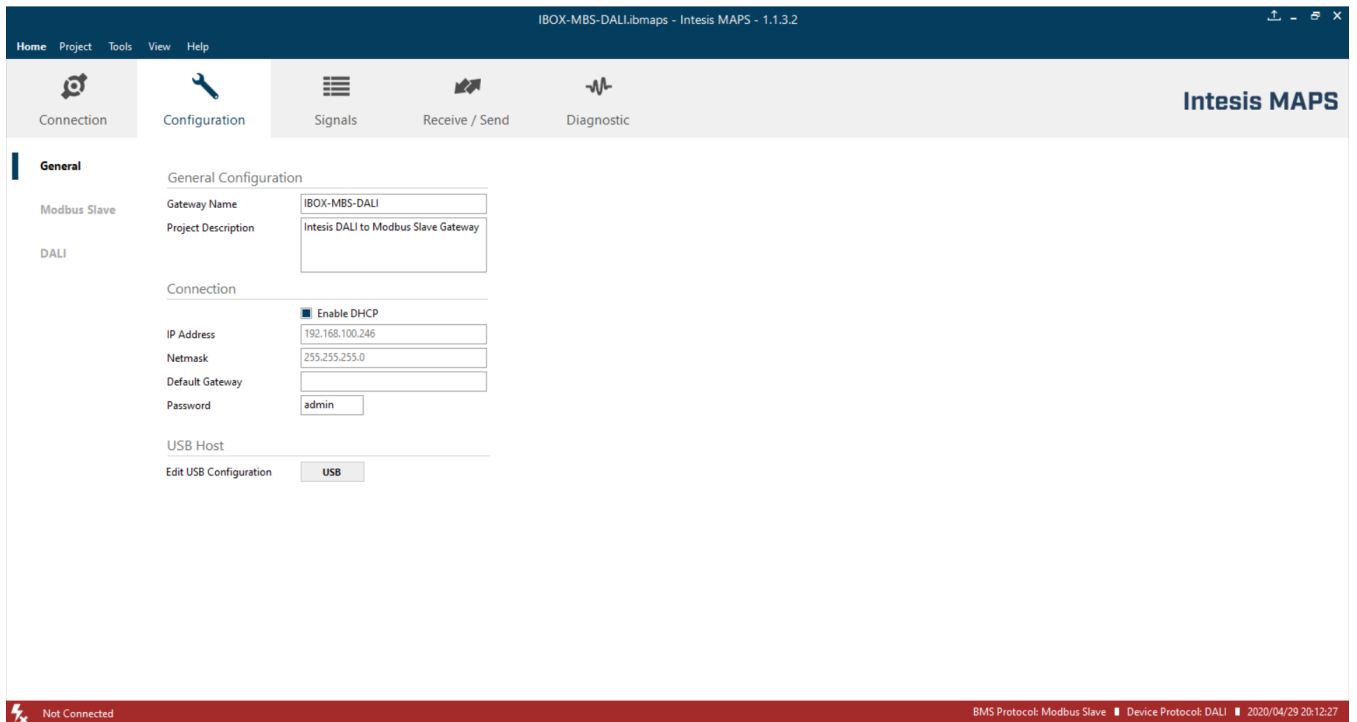 IBOX-MBS-DALI.ibmaps - Intesis MAPS - 1.1.3.2
Home Project Tools View Help
Connection Configuration Signals Receive / Send Diagnostic
Intesis MAPS
General
Modbus Slave
DALI
General Configuration
Gateway Name IBOX-MBS-DALI
Project Description Intesis DALI to Modbus Slave Gateway
Connection
Enable DHCP
IP Address 192.168.100.246
Netmask 255.255.255.0
Default Gateway
Password admin
USB Host
Edit USB Configuration USB
Not Connected BMS Protocol: Modbus Slave Device Protocol: DALI 2020/04/29 20:12:27